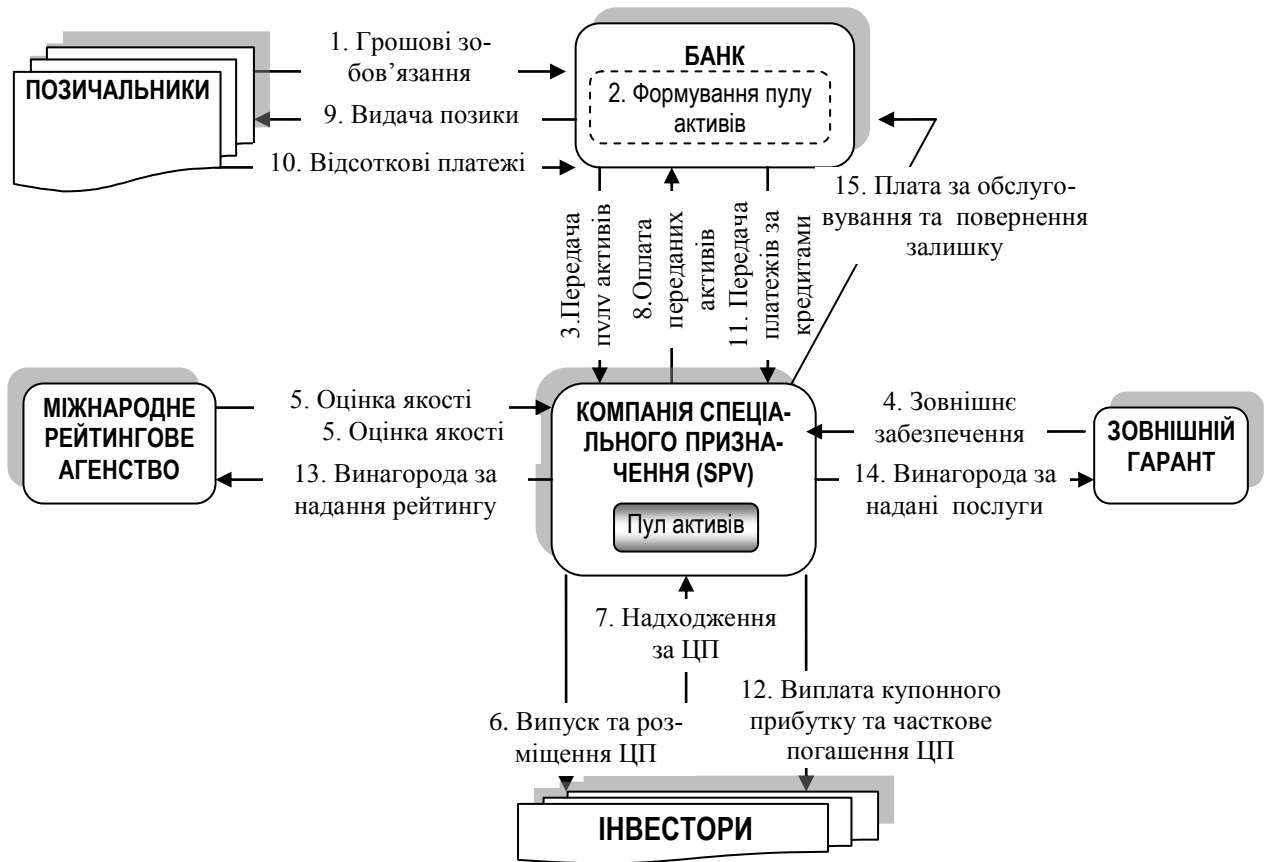 1. Грошові зо-
бов’язання
ПОЗИЧАЛЬНИКИ
9. Видача позики
10. Відсоткові платежі
БАНК
2. Формування пулу
активів
15. Плата за обслуго-
вування та повернення
залишку
3.Передача
пулу активів
8.Оплата
переданих
активів
11. Передача
платежів за
кредитами
МІЖНАРОДНЕ
РЕЙТИНГОВЕ
АГЕНСТВО
5. Оцінка якості
5. Оцінка якості
13. Винагорода за
надання рейтингу
КОМПАНІЯ СПЕЦІА-
ЛЬНОГО ПРИЗНА-
ЧЕННЯ (SPV)
Пул активів
4. Зовнішнє
забезпечення
14. Винагорода за
надані послуги
ЗОВНІШНІЙ
ГАРАНТ
7. Надходження
за ЦП
6. Випуск та роз-
міщення ЦП
12. Виплата купонного
прибутку та часткове
погашення ЦП
ІНВЕСТОРИ